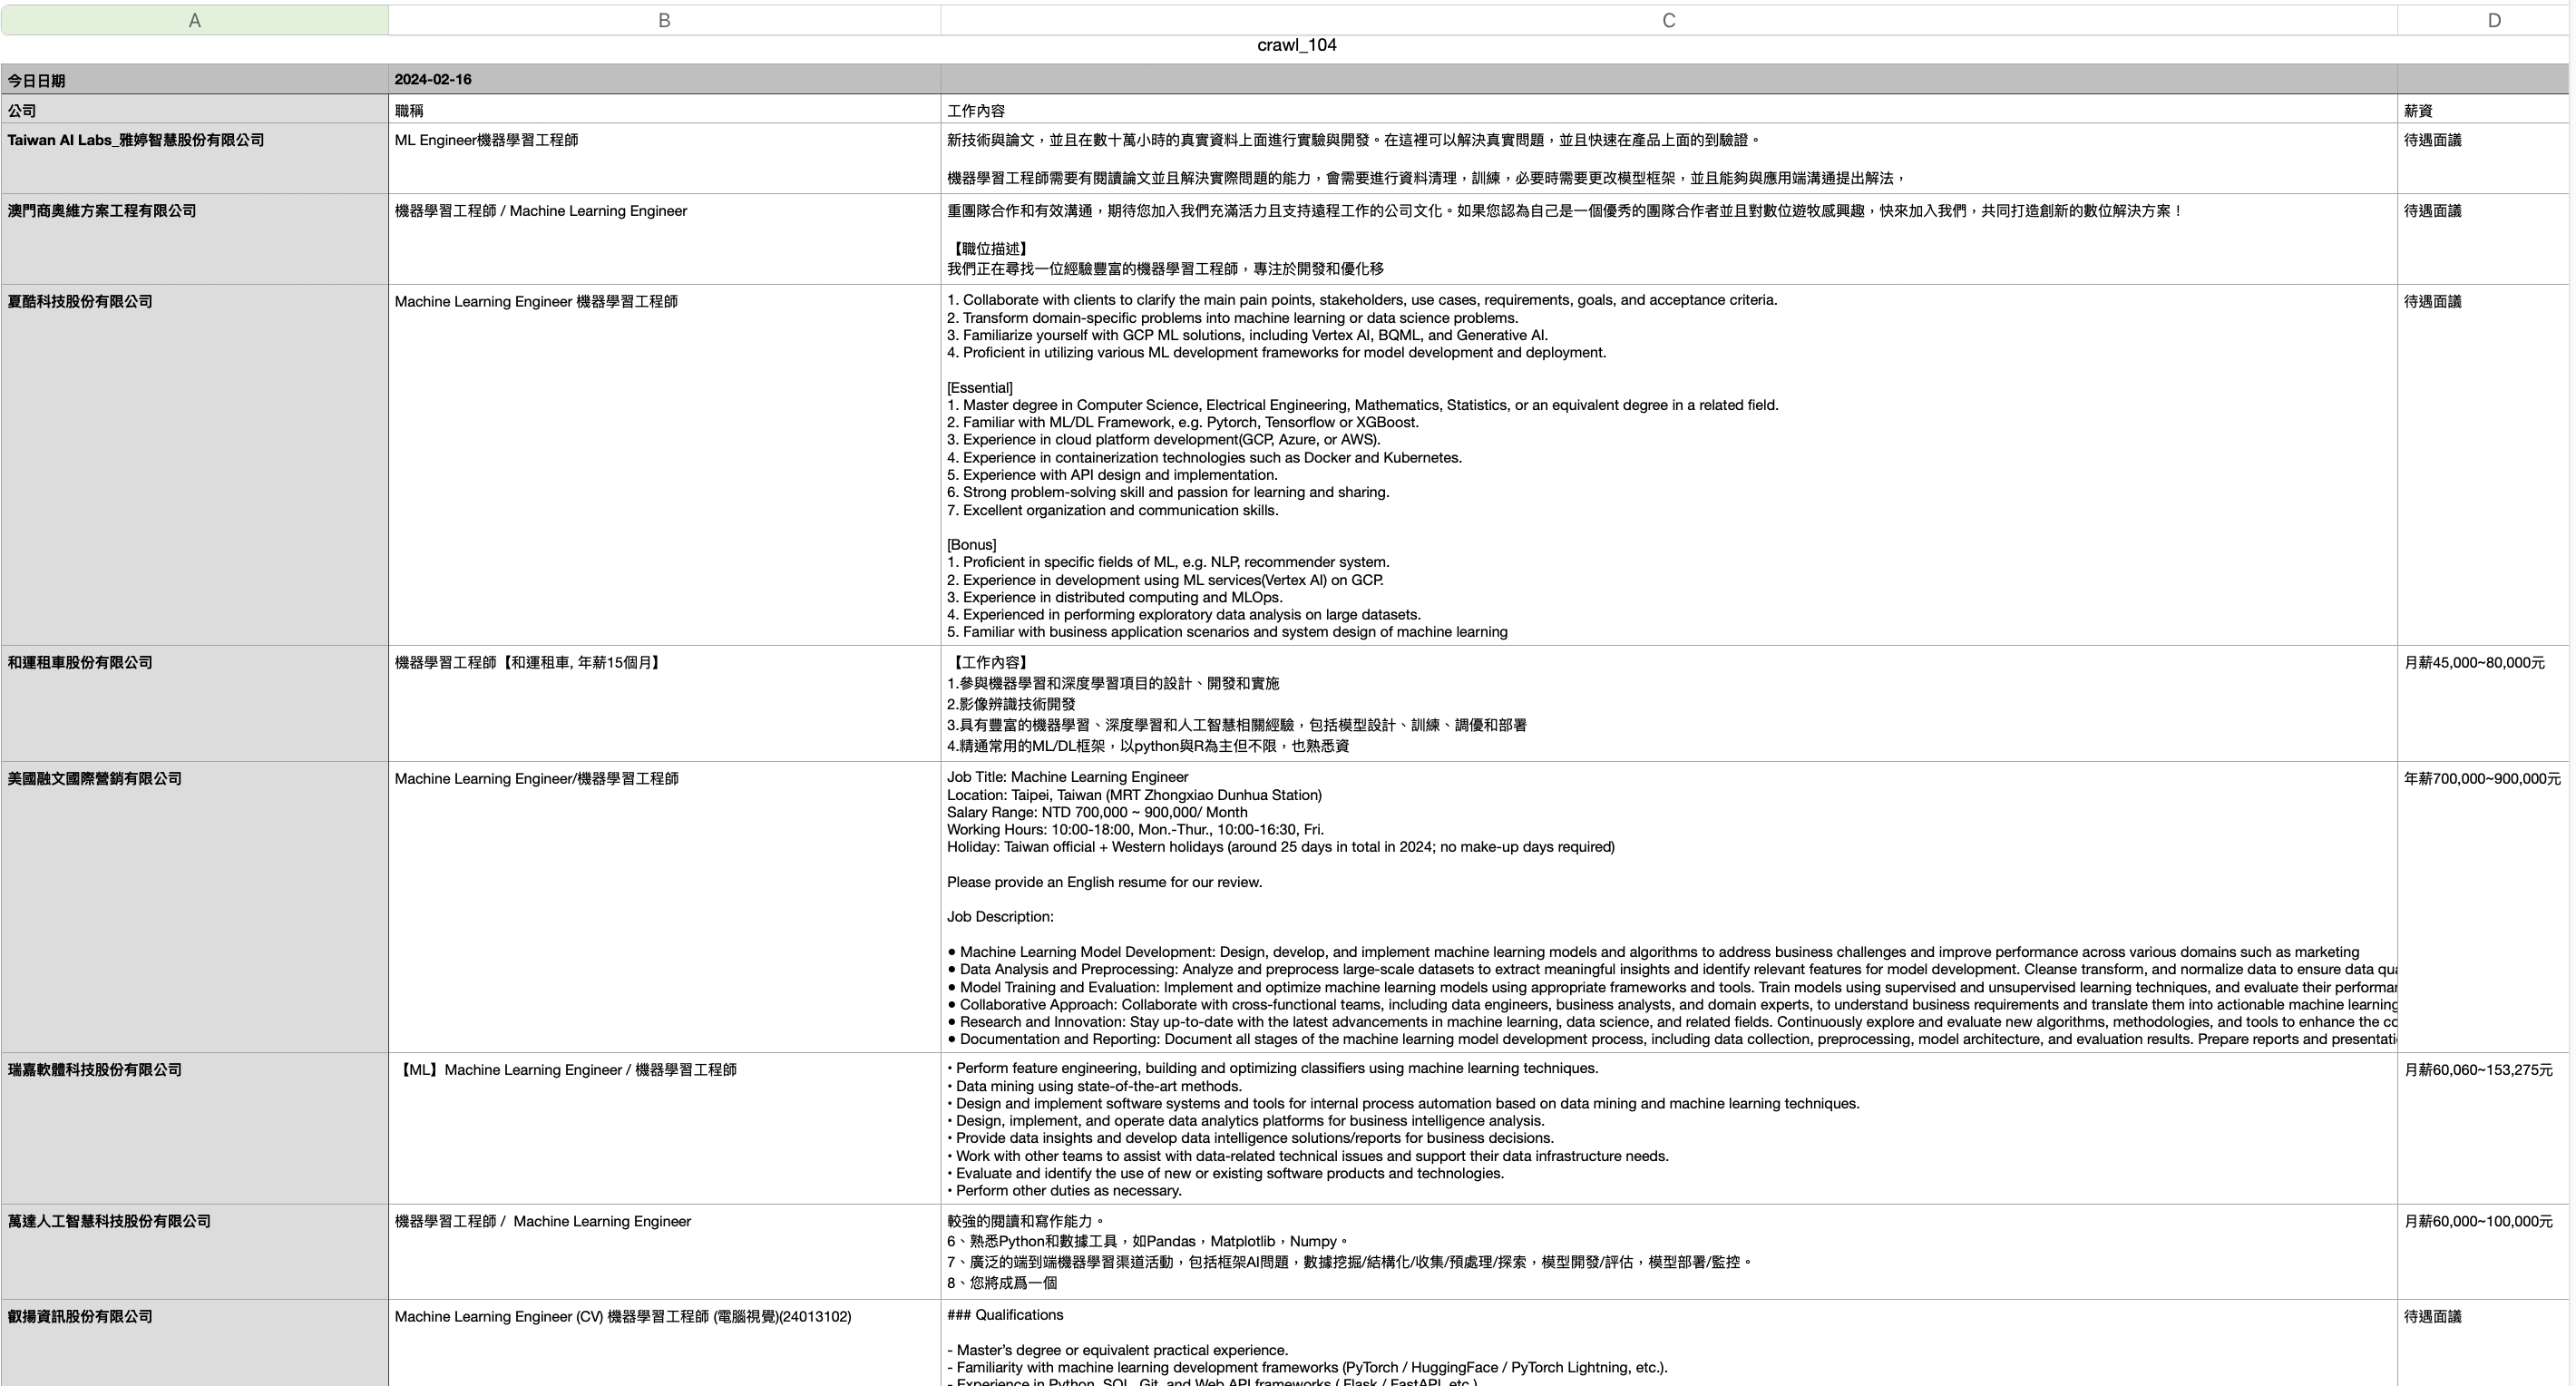 A B C D
crawl_104
今日日期 2024-02-16
公司 職稱 工作內容 薪資
Taiwan AI Labs_雅婷智慧股份有限公司 ML Engineer機器學習工程師 新技術與論文，並且在數十萬小時的真實資料上面進行實驗與開發。在這裡可以解決真實問題，並且快速在產品上面的到驗證。 待遇面議
機器學習工程師需要有閱讀論文並且解決實際問題的能力，會需要進行資料清理，訓練，必要時需要更改模型框架，並且能夠與應用端溝通提出解法，
澳門商奧維方案工程有限公司 機器學習工程師 / Machine Learning Engineer 重團隊合作和有效溝通，期待您加入我們充滿活力且支持遠程工作的公司文化。如果您認為自己是一個優秀的團隊合作者並且對數位遊牧感興趣，快來加入我們，共同打造創新的數位解決方案！ 待遇面議
【職位描述】
我們正在尋找一位經驗豐富的機器學習工程師，專注於開發和優化移
夏酷科技股份有限公司 Machine Learning Engineer 機器學習工程師 1. Collaborate with clients to clarify the main pain points, stakeholders, use cases, requirements, goals, and acceptance criteria. 待遇面議
2. Transform domain-specific problems into machine learning or data science problems.
3. Familiarize yourself with GCP ML solutions, including Vertex AI, BQML, and Generative AI.
4. Proficient in utilizing various ML development frameworks for model development and deployment.
[Essential]
1. Master degree in Computer Science, Electrical Engineering, Mathematics, Statistics, or an equivalent degree in a related field.
2. Familiar with ML/DL Framework, e.g. Pytorch, Tensorflow or XGBoost.
3. Experience in cloud platform development(GCP, Azure, or AWS).
4. Experience in containerization technologies such as Docker and Kubernetes.
5. Experience with API design and implementation.
6. Strong problem-solving skill and passion for learning and sharing.
7. Excellent organization and communication skills.
[Bonus]
1. Proficient in specific fields of ML, e.g. NLP, recommender system.
2. Experience in development using ML services(Vertex AI) on GCP.
3. Experience in distributed computing and MLOps.
4. Experienced in performing exploratory data analysis on large datasets.
5. Familiar with business application scenarios and system design of machine learning
和運租車股份有限公司 機器學習工程師【和運租車, 年薪15個月】 【工作內容】 月薪45,000~80,000元
1.參與機器學習和深度學習項目的設計、開發和實施
2.影像辨識技術開發
3.具有豐富的機器學習、深度學習和人工智慧相關經驗，包括模型設計、訓練、調優和部署
4.精通常用的ML/DL框架，以python與R為主但不限，也熟悉資
美國融文國際營銷有限公司 Machine Learning Engineer/機器學習工程師 Job Title: Machine Learning Engineer 年薪700,000~900,000元
Location: Taipei, Taiwan (MRT Zhongxiao Dunhua Station)
Salary Range: NTD 700,000 ~ 900,000/ Month
Working Hours: 10:00-18:00, Mon.-Thur., 10:00-16:30, Fri.
Holiday: Taiwan official + Western holidays (around 25 days in total in 2024; no make-up days required)
Please provide an English resume for our review.
Job Description:
● Machine Learning Model Development: Design, develop, and implement machine learning models and algorithms to address business challenges and improve performance across various domains such as marketing
● Data Analysis and Preprocessing: Analyze and preprocess large-scale datasets to extract meaningful insights and identify relevant features for model development. Cleanse transform, and normalize data to ensure data qua
● Model Training and Evaluation: Implement and optimize machine learning models using appropriate frameworks and tools. Train models using supervised and unsupervised learning techniques, and evaluate their performar
● Collaborative Approach: Collaborate with cross-functional teams, including data engineers, business analysts, and domain experts, to understand business requirements and translate them into actionable machine learning
● Research and Innovation: Stay up-to-date with the latest advancements in machine learning, data science, and related fields. Continuously explore and evaluate new algorithms, methodologies, and tools to enhance the co
● Documentation and Reporting: Document all stages of the machine learning model development process, including data collection, preprocessing, model architecture, and evaluation results. Prepare reports and presentati
瑞嘉軟體科技股份有限公司 【ML】Machine Learning Engineer / 機器學習工程師 • Perform feature engineering, building and optimizing classifiers using machine learning techniques. 月薪60,060~153,275元
• Data mining using state-of-the-art methods.
• Design and implement software systems and tools for internal process automation based on data mining and machine learning techniques.
• Design, implement, and operate data analytics platforms for business intelligence analysis.
• Provide data insights and develop data intelligence solutions/reports for business decisions.
• Work with other teams to assist with data-related technical issues and support their data infrastructure needs.
• Evaluate and identify the use of new or existing software products and technologies.
• Perform other duties as necessary.
萬達人工智慧科技股份有限公司 機器學習工程師 / Machine Learning Engineer 較強的閱讀和寫作能力。 月薪60,000~100,000元
6、熟悉Python和數據工具，如Pandas，Matplotlib，Numpy。
7、廣泛的端到端機器學習渠道活動，包括框架AI問題，數據挖掘/結構化/收集/預處理/探索，模型開發/評估，模型部署/監控。
8、您將成爲一個
叡揚資訊股份有限公司 Machine Learning Engineer (CV) 機器學習工程師 (電腦視覺)(24013102) ### Qualifications 待遇面議
- Master’s degree or equivalent practical experience.
- Familiarity with machine learning development frameworks (PyTorch / HuggingFace / PyTorch Lightning, etc.).
- Experience in Python, SQL, Git, and Web API frameworks ( Flask / FastAPI, etc.)